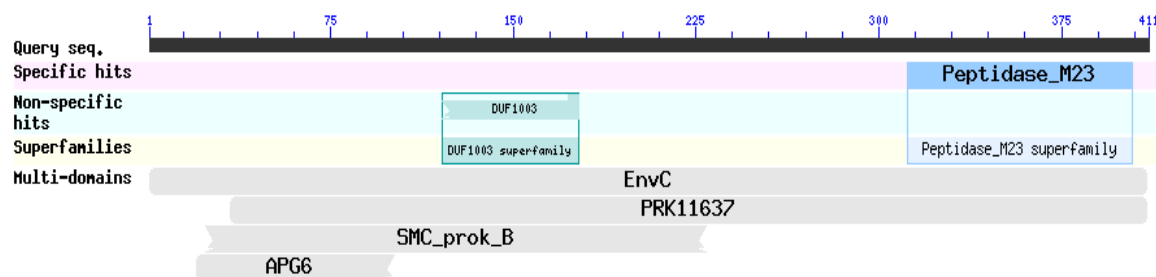 1 75 150 225 300 375 411
Query seq.
Specific hits Peptidase_M23
Non-specific DUF1003
hits
Superfamilies DUF1003 superfamily Peptidase_M23 superfamily
Multi-domains EnvC
PRK11637
SMC_prok_B
APG6